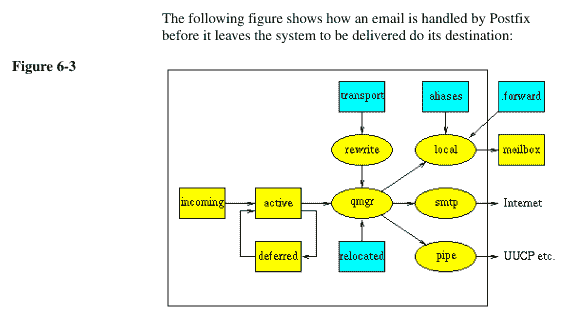 The following figure shows how an email is handled by Postfix
before it leaves the system to be delivered do its destination:
Figure 6-3
transport
aliases
.forward
rewrite
local
mailbox
incoming
active
qmgr
smtp
Internet
deferred
relocated
pipe
UUCP etc.